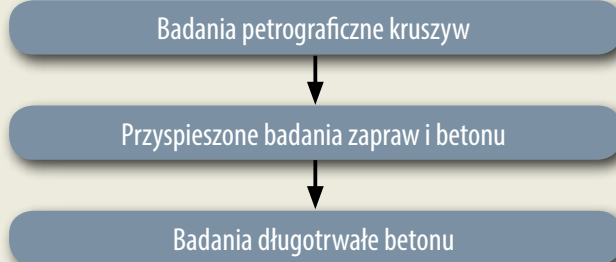 Badania petrograficzne kruszyw
Przyspieszone badania zapraw i betonu
Badania długotrwałe betonu